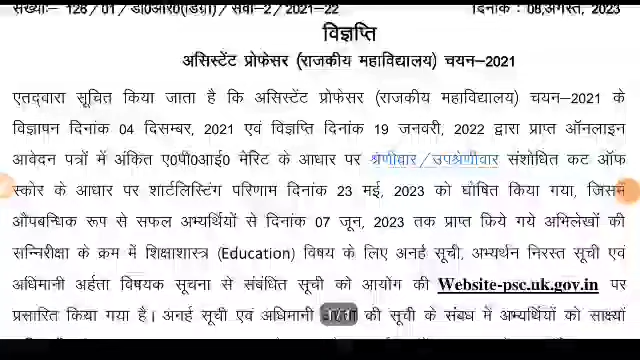 संख्याः- 126/01/डी0आर0(डिग्री)/सेवा-2/2021-22 दिनांक : 08,अगस्त, 2023
विज्ञप्ति
असिस्टेंट प्रोफेसर (राजकीय महाविद्यालय) चयन–2021
एतद्वारा सूचित किया जाता है कि असिस्टेंट प्रोफेसर (राजकीय महाविद्यालय) चयन–2021 के
विज्ञापन दिनांक 04 दिसम्बर, 2021 एवं विज्ञप्ति दिनांक 19 जनवरी, 2022 द्वारा प्राप्त ऑनलाइन
आवेदन पत्रों में अंकित ए0पी0आई0 मेरिट के आधार पर श्रेणीवार/उपश्रेणीवार संशोधित कट ऑफ
स्कोर के आधार पर शार्टलिस्टिंग परिणाम दिनांक 23 मई, 2023 को घोषित किया गया, जिसमें
औपबन्धिक रूप से सफल अभ्यर्थियों से दिनांक 07 जून, 2023 तक प्राप्त किये गये अभिलेखों की
सन्निरीक्षा के क्रम में शिक्षाशास्त्र (Education) विषय के लिए अनर्ह सूची, अभ्यर्थन निरस्त सूची एवं
अधिमानी अर्हता विषयक सूचना से संबंधित सूची को आयोग की Website-psc.uk.gov.in पर
प्रसारित किया गया है। अनर्ह सूची एवं अधिमानी की सूची के संबंध में अभ्यर्थियों को साक्ष्यों
1/1